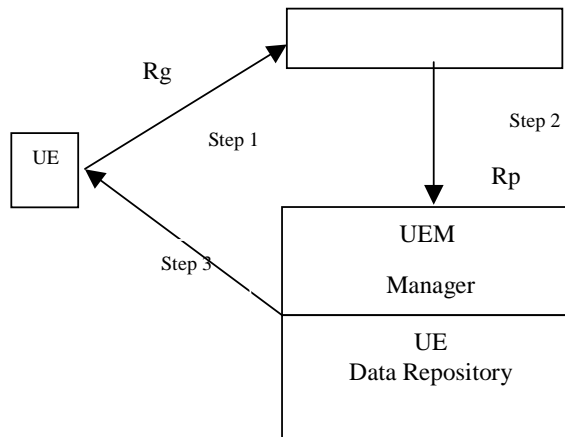 Rg
Step 1
Step 2
UE
Rp
UEM
Manager
Step 3
UE
Data Repository